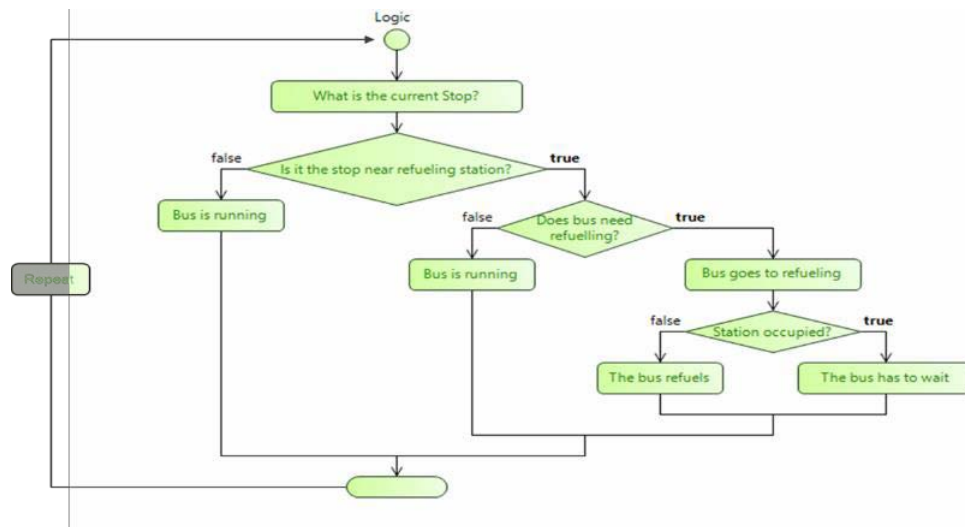 Logic
What is the current Stop?
false
Is it the stop near refueling station?
true
Bus is running
false
Does bus need
refuelling?
true
Repeat
Bus is running
Bus goes to refueling
false
Station occupied?
true
The bus refuels
The bus has to wait